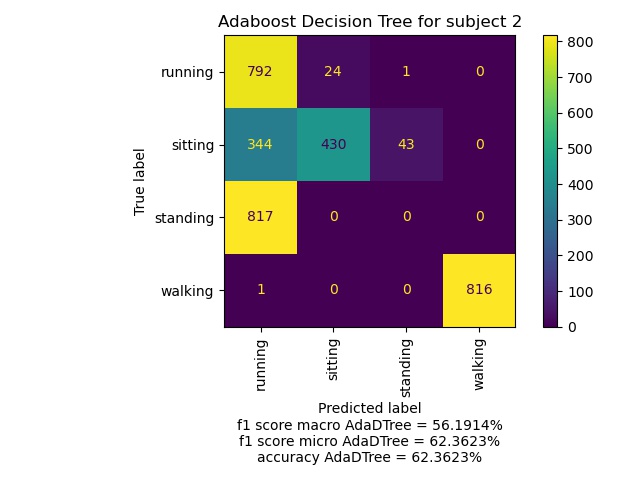 Adaboost Decision Tree for subject 2
running 792 24 1 0
sitting 344 430 43 0
standing 817 0 0 0
walking 1 0 0 816
True label
running sitting standing walking
Predicted label
800
700
600
500
400
300
200
100
0
f1 score macro AdaDTree = 56.1914%
f1 score micro AdaDTree = 62.3623%
accuracy AdaDTree = 62.3623%